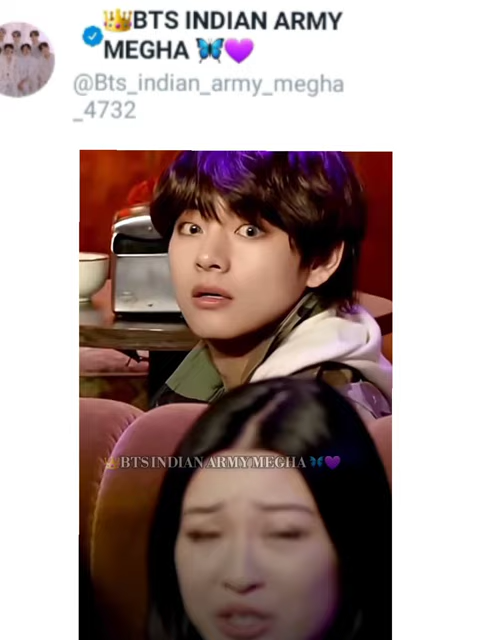 👑BTS INDIAN ARMY
MEGHA 🦋💜
@Bts_indian_army_megha
_4732
👑BTS INDIAN ARMY MEGHA 🦋💜